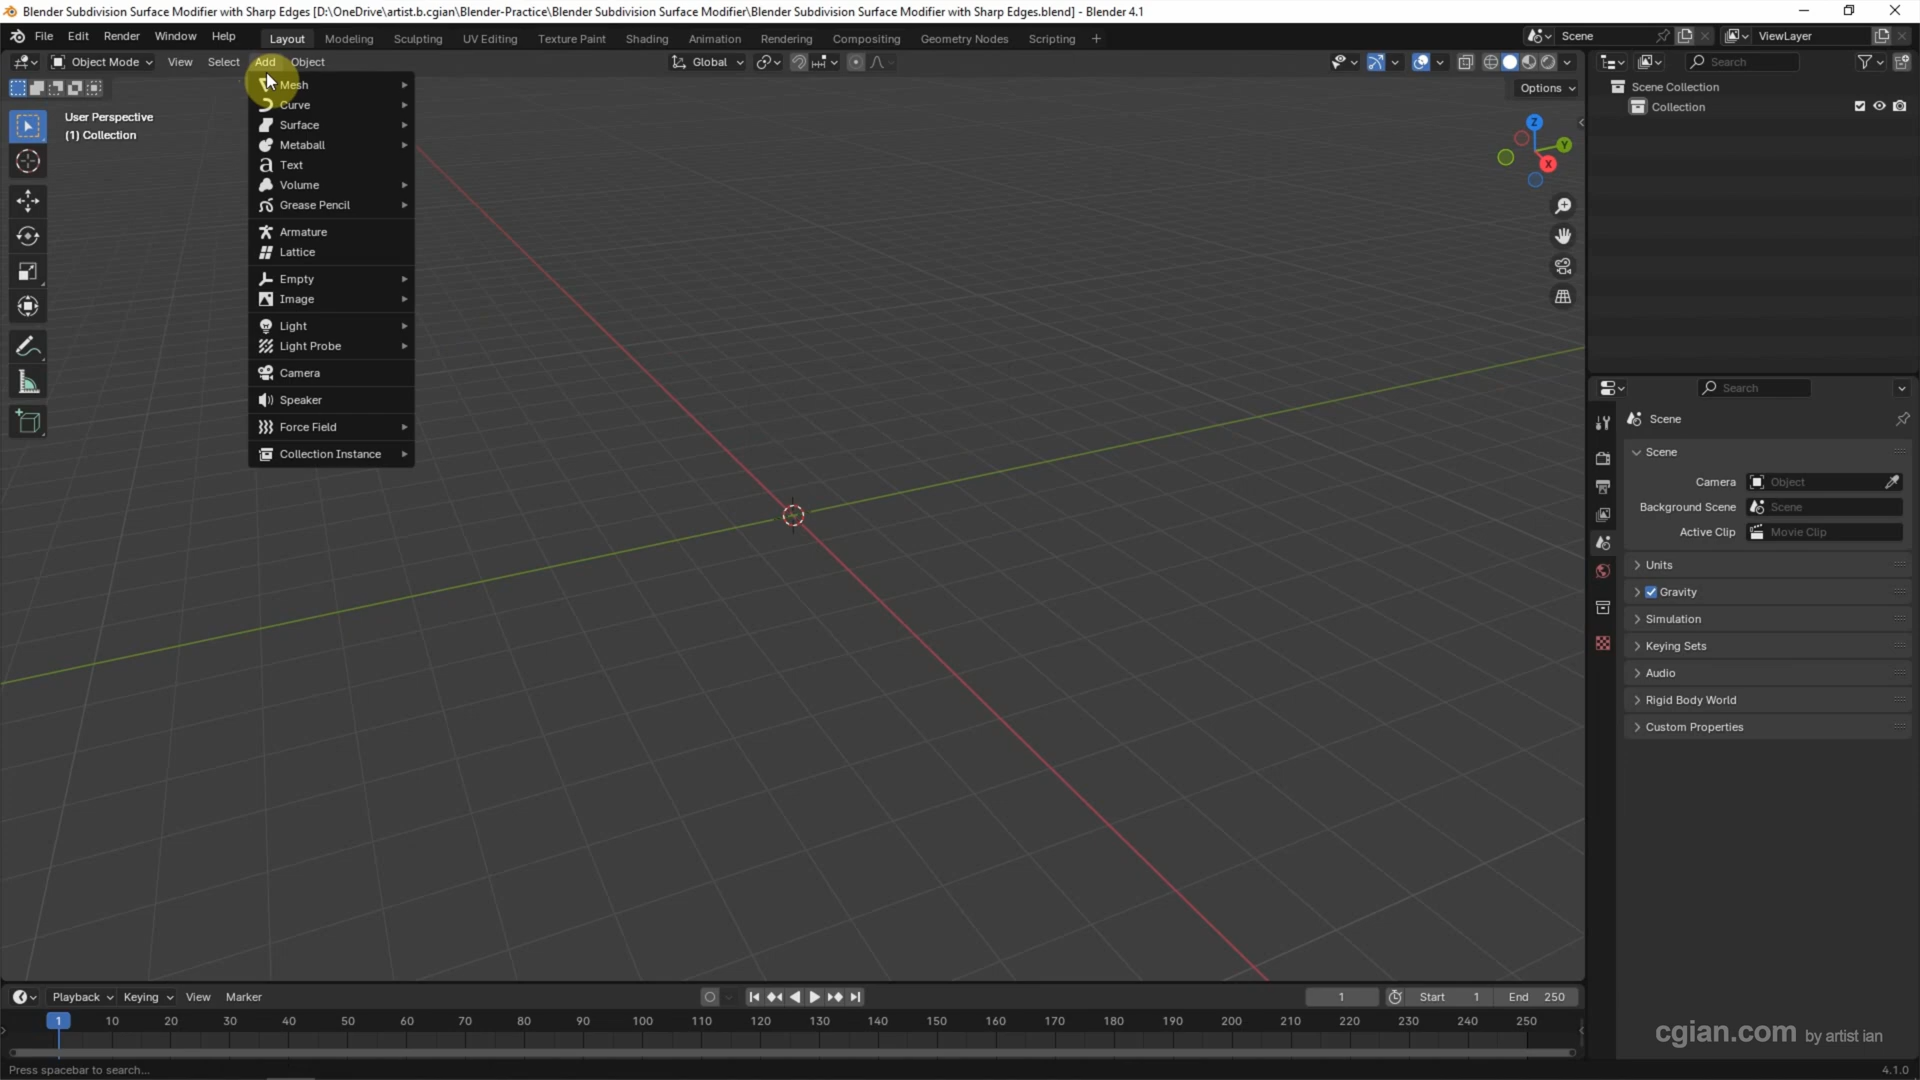 Blender Subdivision Surface Modifier with Sharp Edges [D:\OneDrive\artist.b.cgian\Blender-Practice\Blender Subdivision Surface Modifier\Blender Subdivision Surface Modifier with Sharp Edges.blend] - Blender 4.1
File Edit Render Window Help Layout Modeling Sculpting UV Editing Texture Paint Shading Animation Rendering Compositing Geometry Nodes Scripting + Scene ViewLayer
Object Mode View Select Add Object Global Search
Options
User Perspective
(1) Collection
Mesh
Curve
Surface
Metaball
Text
Volume
Grease Pencil
Armature
Lattice
Empty
Image
Light
Light Probe
Camera
Speaker
Force Field
Collection Instance
Z
Y
X
Scene Collection
Collection
Search
Scene
Scene
Camera Object
Background Scene Scene
Active Clip Movie Clip
Units
Gravity
Simulation
Keying Sets
Audio
Rigid Body World
Custom Properties
Playback Keying View Marker 1 Start 1 End 250
1 10 20 30 40 50 60 70 80 90 100 110 120 130 140 150 160 170 180 190 200 210 220 230 240 250
cgian.com by artist ian
Press spacebar to search... 4.1.0